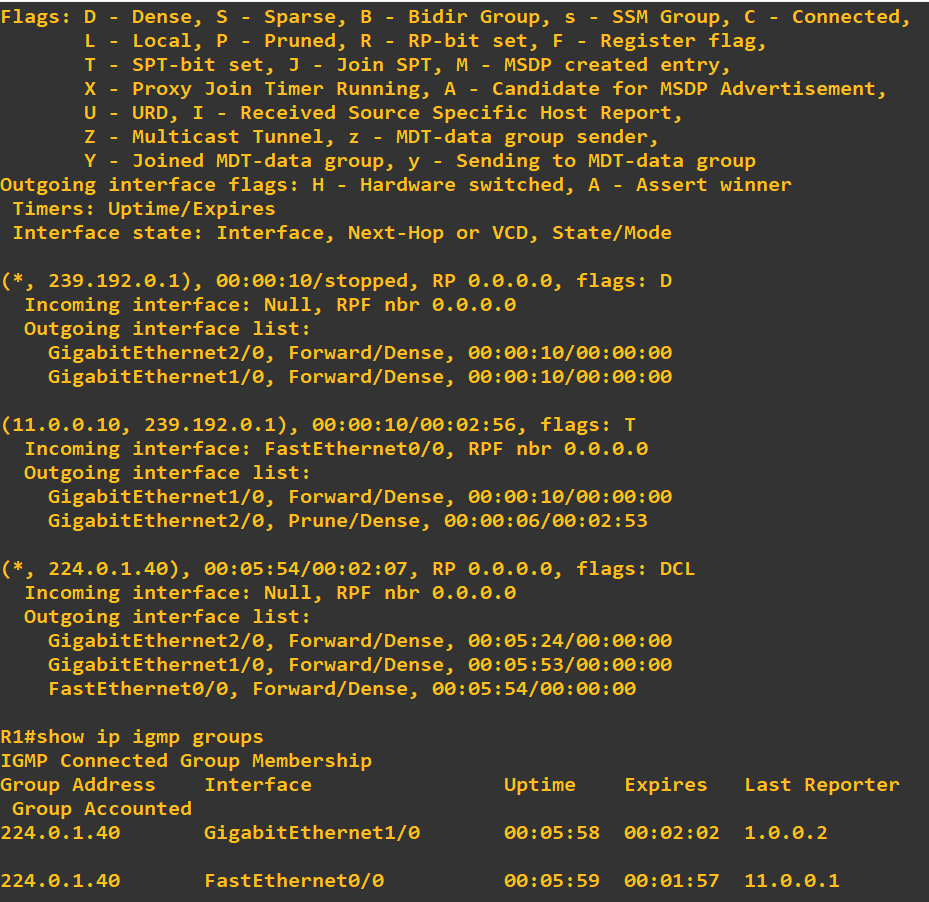 Flags: D - Dense, S - Sparse, B - Bidir Group, s - SSM Group, C - Connected,
       L - Local, P - Pruned, R - RP-bit set, F - Register flag,
       T - SPT-bit set, J - Join SPT, M - MSDP created entry,
       X - Proxy Join Timer Running, A - Candidate for MSDP Advertisement,
       U - URD, I - Received Source Specific Host Report,
       Z - Multicast Tunnel, z - MDT-data group sender,
       Y - Joined MDT-data group, y - Sending to MDT-data group
Outgoing interface flags: H - Hardware switched, A - Assert winner
 Timers: Uptime/Expires
 Interface state: Interface, Next-Hop or VCD, State/Mode

(*, 239.192.0.1), 00:00:10/stopped, RP 0.0.0.0, flags: D
  Incoming interface: Null, RPF nbr 0.0.0.0
  Outgoing interface list:
    GigabitEthernet2/0, Forward/Dense, 00:00:10/00:00:00
    GigabitEthernet1/0, Forward/Dense, 00:00:10/00:00:00

(11.0.0.10, 239.192.0.1), 00:00:10/00:02:56, flags: T
  Incoming interface: FastEthernet0/0, RPF nbr 0.0.0.0
  Outgoing interface list:
    GigabitEthernet1/0, Forward/Dense, 00:00:10/00:00:00
    GigabitEthernet2/0, Prune/Dense, 00:00:06/00:02:53

(*, 224.0.1.40), 00:05:54/00:02:07, RP 0.0.0.0, flags: DCL
  Incoming interface: Null, RPF nbr 0.0.0.0
  Outgoing interface list:
    GigabitEthernet2/0, Forward/Dense, 00:05:24/00:00:00
    GigabitEthernet1/0, Forward/Dense, 00:05:53/00:00:00
    FastEthernet0/0, Forward/Dense, 00:05:54/00:00:00

R1#show ip igmp groups
IGMP Connected Group Membership
Group Address    Interface                Uptime    Expires   Last Reporter
 Group Accounted
224.0.1.40       GigabitEthernet1/0       00:05:58  00:02:02  1.0.0.2

224.0.1.40       FastEthernet0/0          00:05:59  00:01:57  11.0.0.1